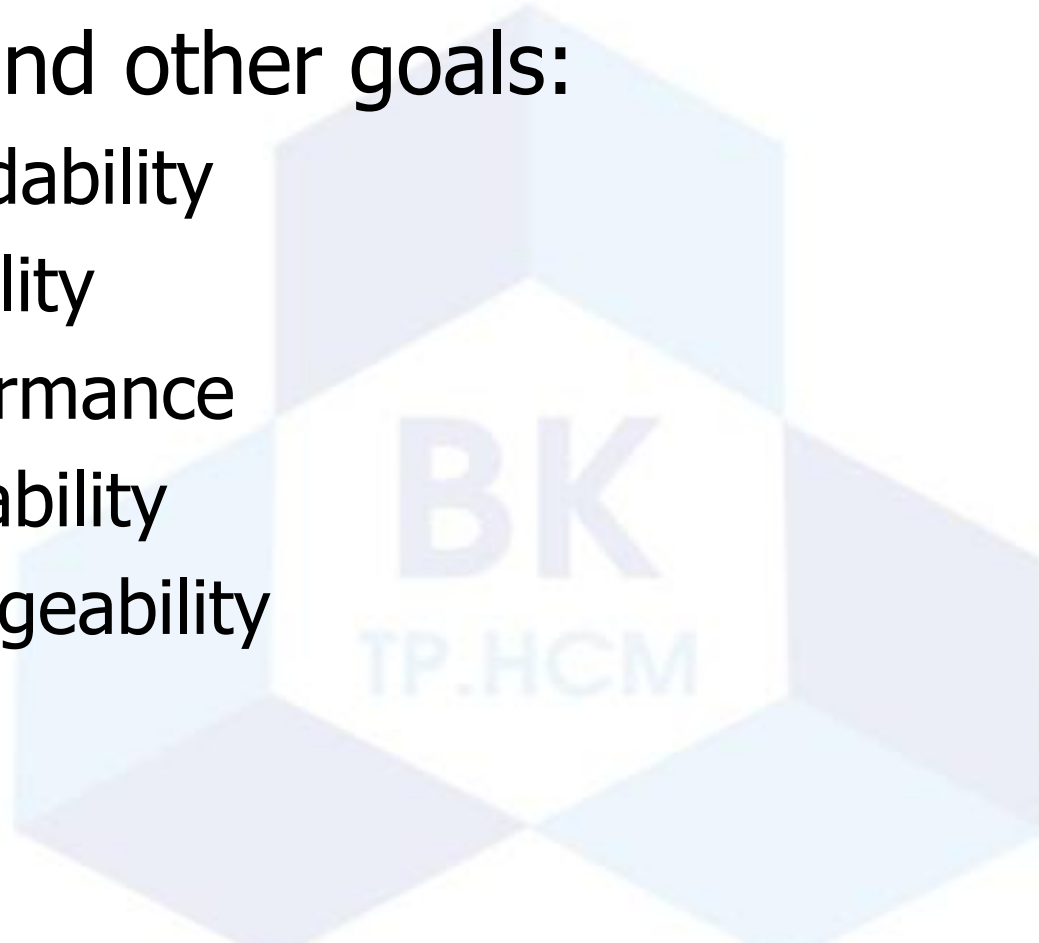 nd other goals:
dability
lity
rmance
ability
geability
BK
TP.HCM